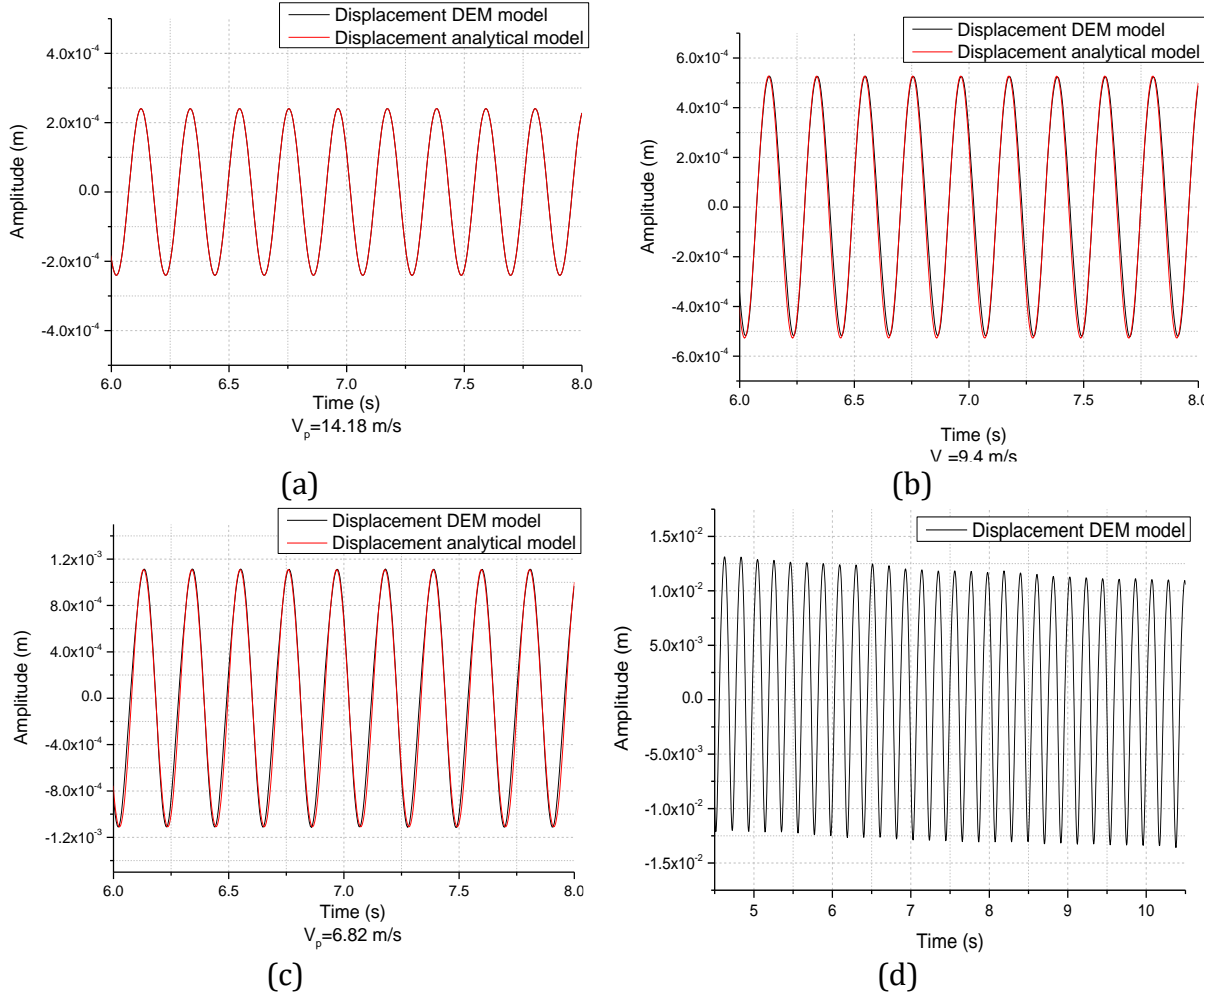 Displacement DEM model
Displacement analytical model
4.0x10⁻⁴
2.0x10⁻⁴
0.0
-2.0x10⁻⁴
-4.0x10⁻⁴
Amplitude (m)
6.0 6.5 7.0 7.5 8.0
Time (s)
Vₚ=14.18 m/s
(a)
Displacement DEM model
Displacement analytical model
6.0x10⁻⁴
4.0x10⁻⁴
2.0x10⁻⁴
0.0
-2.0x10⁻⁴
-4.0x10⁻⁴
-6.0x10⁻⁴
Amplitude (m)
6.0 6.5 7.0 7.5 8.0
Time (s)
V =9.4 m/s
(b)
Displacement DEM model
Displacement analytical model
1.2x10⁻³
8.0x10⁻⁴
4.0x10⁻⁴
0.0
-4.0x10⁻⁴
-8.0x10⁻⁴
-1.2x10⁻³
Amplitude (m)
6.0 6.5 7.0 7.5 8.0
Time (s)
Vₚ=6.82 m/s
(c)
Displacement DEM model
1.5x10⁻²
1.0x10⁻²
5.0x10⁻³
0.0
-5.0x10⁻³
-1.0x10⁻²
-1.5x10⁻²
Amplitude (m)
5 6 7 8 9 10
Time (s)
(d)